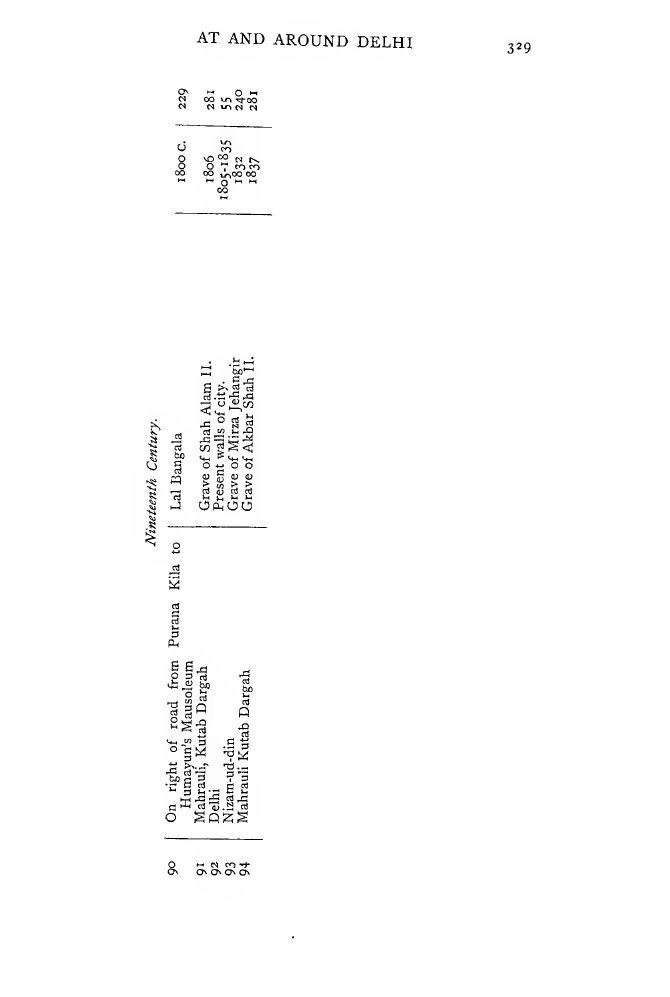 AT AND AROUND DELHI 329
Nineteenth Century.
90 On right of road from Purana Kila to Lal Bangala 1800 C. 229
Humayun's Mausoleum
91 Mahrauli, Kutab Dargah Grave of Shah Alam II. 1806 281
92 Delhi Present walls of city. 1805-1835 55
93 Nizam-ud-din Grave of Mirza Jehangir 1832 240
94 Mahrauli Kutab Dargah Grave of Akbar Shah II. 1837 281